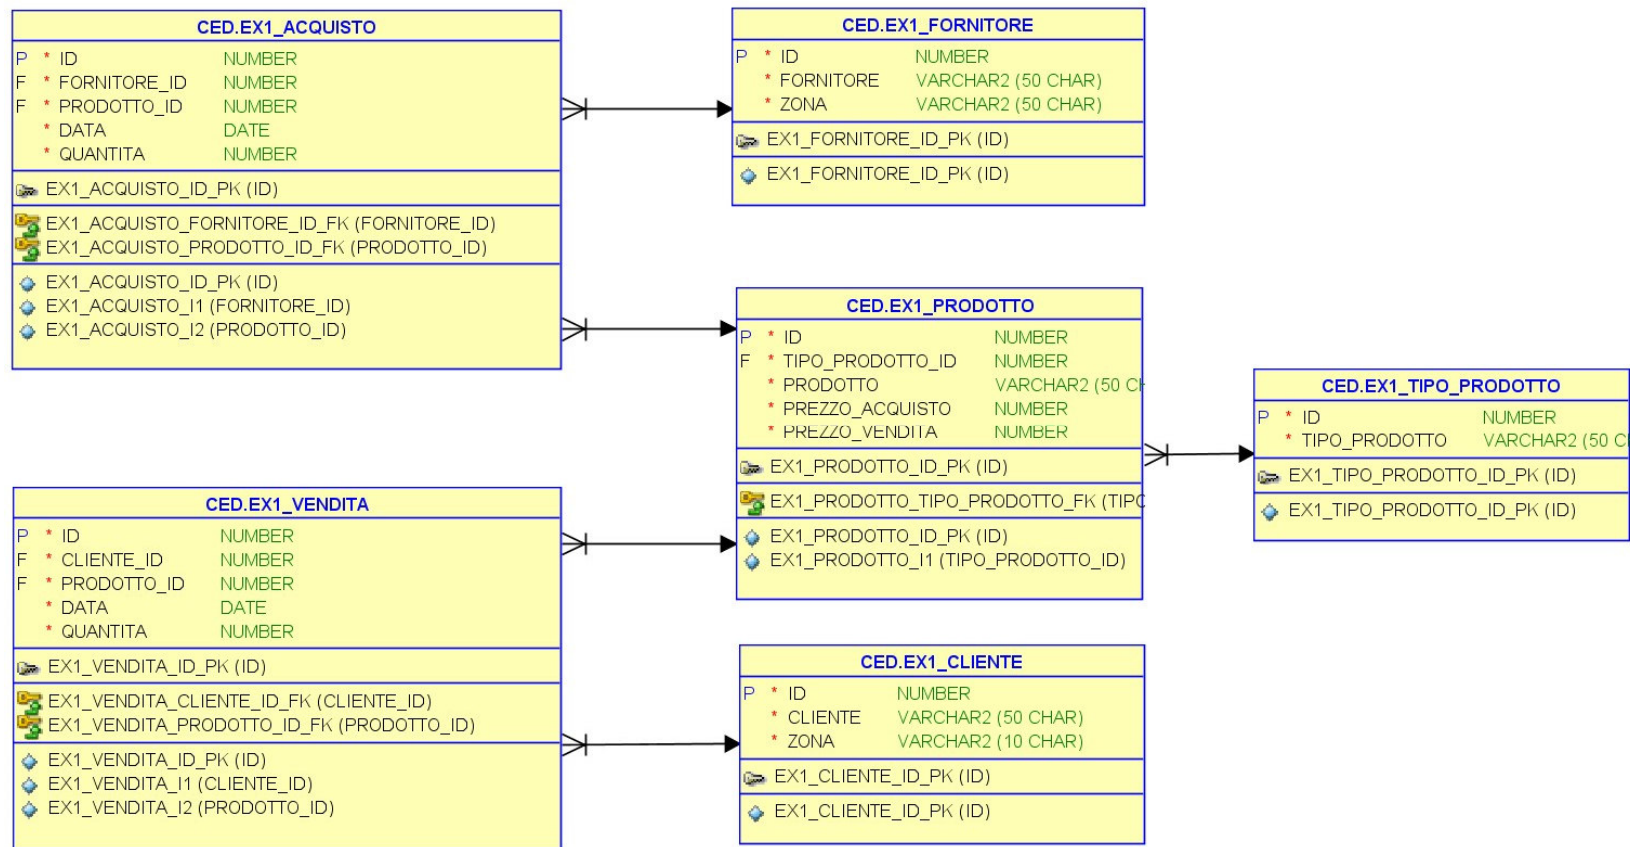 CED.EX1_ACQUISTO
P * ID NUMBER
F * FORNITORE_ID NUMBER
F * PRODOTTO_ID NUMBER
* DATA DATE
* QUANTITA NUMBER
EX1_ACQUISTO_ID_PK (ID)
EX1_ACQUISTO_FORNITORE_ID_FK (FORNITORE_ID)
EX1_ACQUISTO_PRODOTTO_ID_FK (PRODOTTO_ID)
EX1_ACQUISTO_ID_PK (ID)
EX1_ACQUISTO_I1 (FORNITORE_ID)
EX1_ACQUISTO_I2 (PRODOTTO_ID)
CED.EX1_FORNITORE
P * ID NUMBER
* FORNITORE VARCHAR2 (50 CHAR)
* ZONA VARCHAR2 (50 CHAR)
EX1_FORNITORE_ID_PK (ID)
EX1_FORNITORE_ID_PK (ID)
CED.EX1_PRODOTTO
P * ID NUMBER
F * TIPO_PRODOTTO_ID NUMBER
* PRODOTTO VARCHAR2 (50 CH
* PREZZO_ACQUISTO NUMBER
* PREZZO_VENDITA NUMBER
EX1_PRODOTTO_ID_PK (ID)
EX1_PRODOTTO_TIPO_PRODOTTO_FK (TIPO
EX1_PRODOTTO_ID_PK (ID)
EX1_PRODOTTO_I1 (TIPO_PRODOTTO_ID)
CED.EX1_TIPO_PRODOTTO
P * ID NUMBER
* TIPO_PRODOTTO VARCHAR2 (50 C
EX1_TIPO_PRODOTTO_ID_PK (ID)
EX1_TIPO_PRODOTTO_ID_PK (ID)
CED.EX1_VENDITA
P * ID NUMBER
F * CLIENTE_ID NUMBER
F * PRODOTTO_ID NUMBER
* DATA DATE
* QUANTITA NUMBER
EX1_VENDITA_ID_PK (ID)
EX1_VENDITA_CLIENTE_ID_FK (CLIENTE_ID)
EX1_VENDITA_PRODOTTO_ID_FK (PRODOTTO_ID)
EX1_VENDITA_ID_PK (ID)
EX1_VENDITA_I1 (CLIENTE_ID)
EX1_VENDITA_I2 (PRODOTTO_ID)
CED.EX1_CLIENTE
P * ID NUMBER
* CLIENTE VARCHAR2 (50 CHAR)
* ZONA VARCHAR2 (10 CHAR)
EX1_CLIENTE_ID_PK (ID)
EX1_CLIENTE_ID_PK (ID)